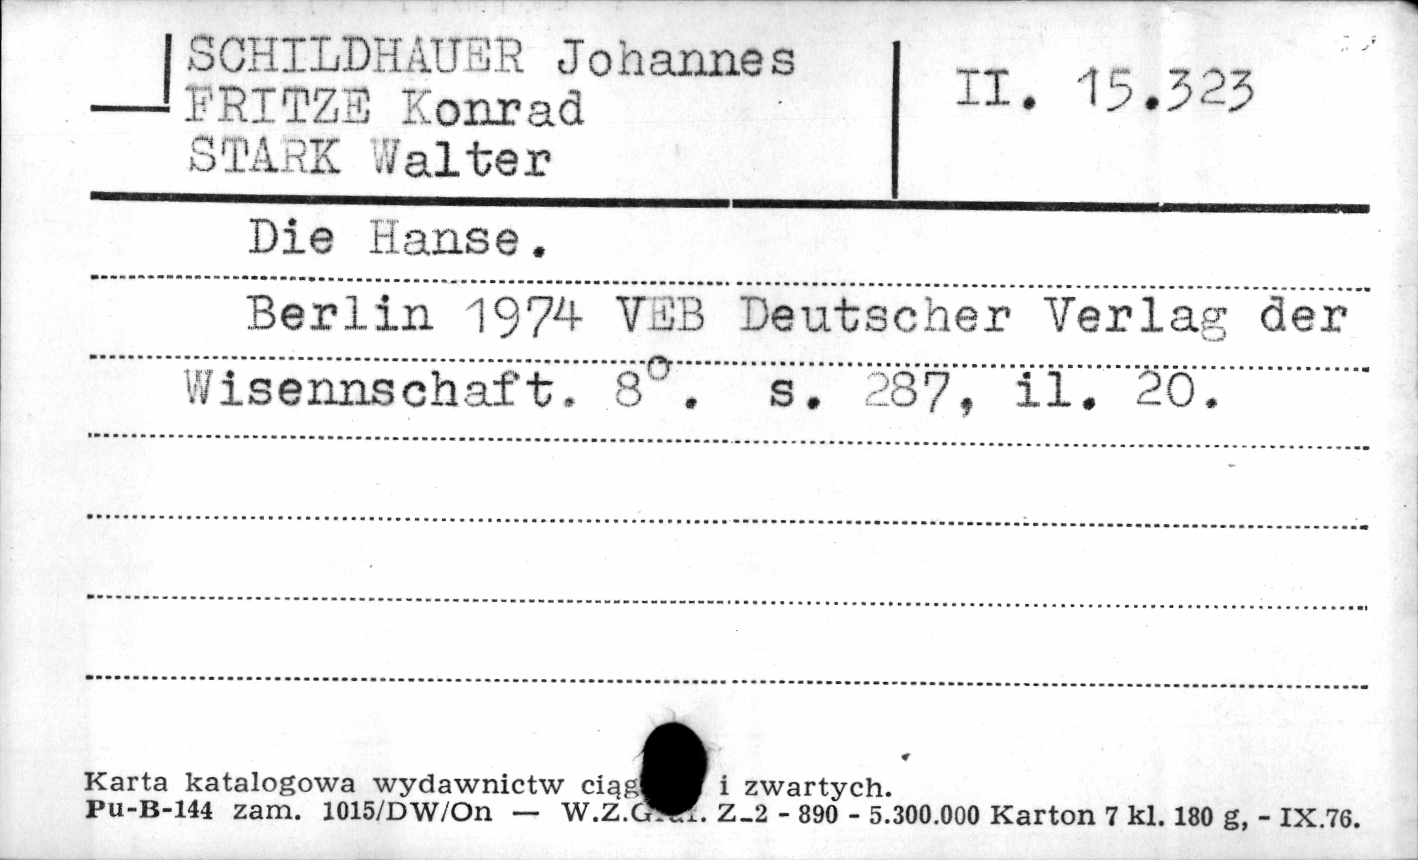 SCHILDHAUER Johannes
FRITZE Konrad
STARK Walter
II. 15.323
Die Hanse.
Berlin 1974 VEB Deutscher Verlag der
Wisennschaft. 8°. s. 287, il. 20.
Karta katalogowa wydawnictw i zwartych.
Pu-B-144 zam. 1015/DW/On — Z-2 - 890 - 5.300.000 Karton 7 kl. 180 g, - IX.76.